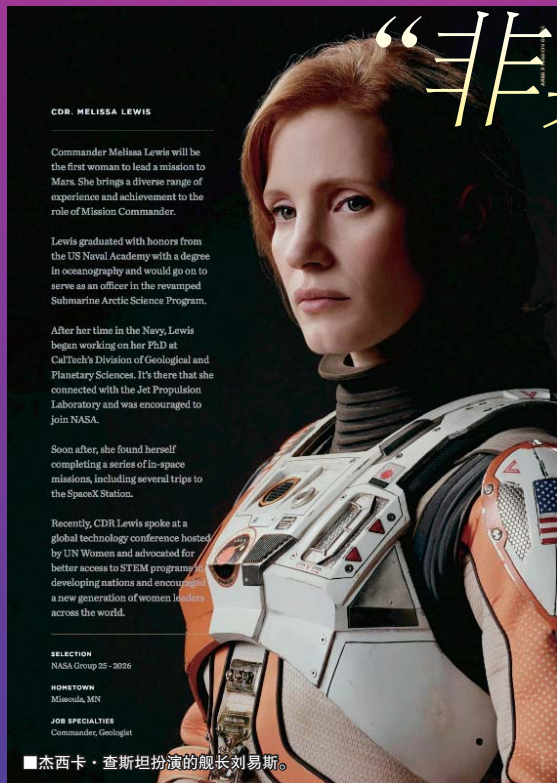 “非
CDR. MELISSA LEWIS
Commander Melissa Lewis will be
the first woman to lead a mission to
Mars. She brings a diverse range of
experience and achievement to the
role of Mission Commander.
Lewis graduated with honors from
the US Naval Academy with a degree
in oceanography and would go on to
serve as an officer in the revamped
Submarine Arctic Science Program.
After her time in the Navy, Lewis
began working on her PhD at
CalTech's Division of Geological and
Planetary Sciences. It's there that she
connected with the Jet Propulsion
Laboratory and was encouraged to
join NASA.
Soon after, she found herself
completing a series of in-space
missions, including several trips to
the SpaceX Station.
Recently, CDR Lewis spoke at a
global technology conference hosted
by UN Women and advocated for
better access to STEM programs in
developing nations and encouraged
a new generation of women leaders
across the world.
SELECTION
NASA Group 25 - 2026
HOMETOWN
Missoula, MN
JOB SPECIALTIES
Commander, Geologist
■杰西卡·查斯坦扮演的舰长刘易斯。